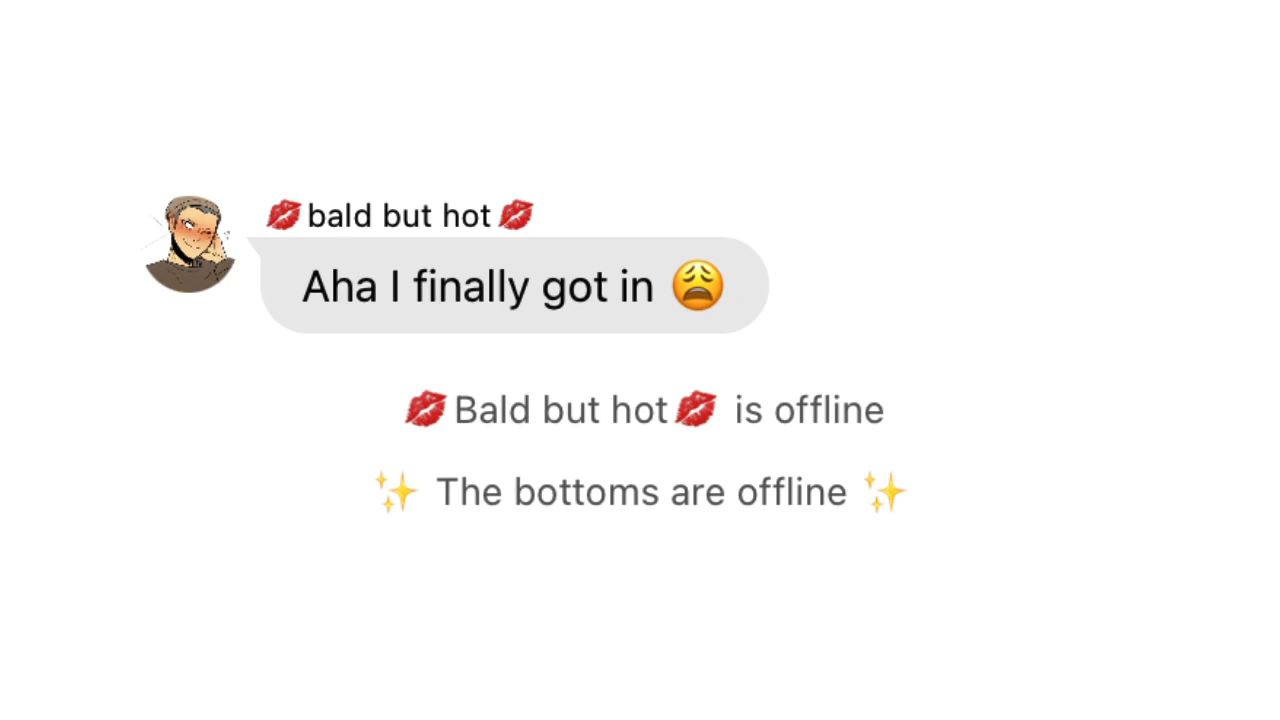 💋bald but hot💋
Aha I finally got in 😩
💋Bald but hot💋 is offline
✨ The bottoms are offline ✨